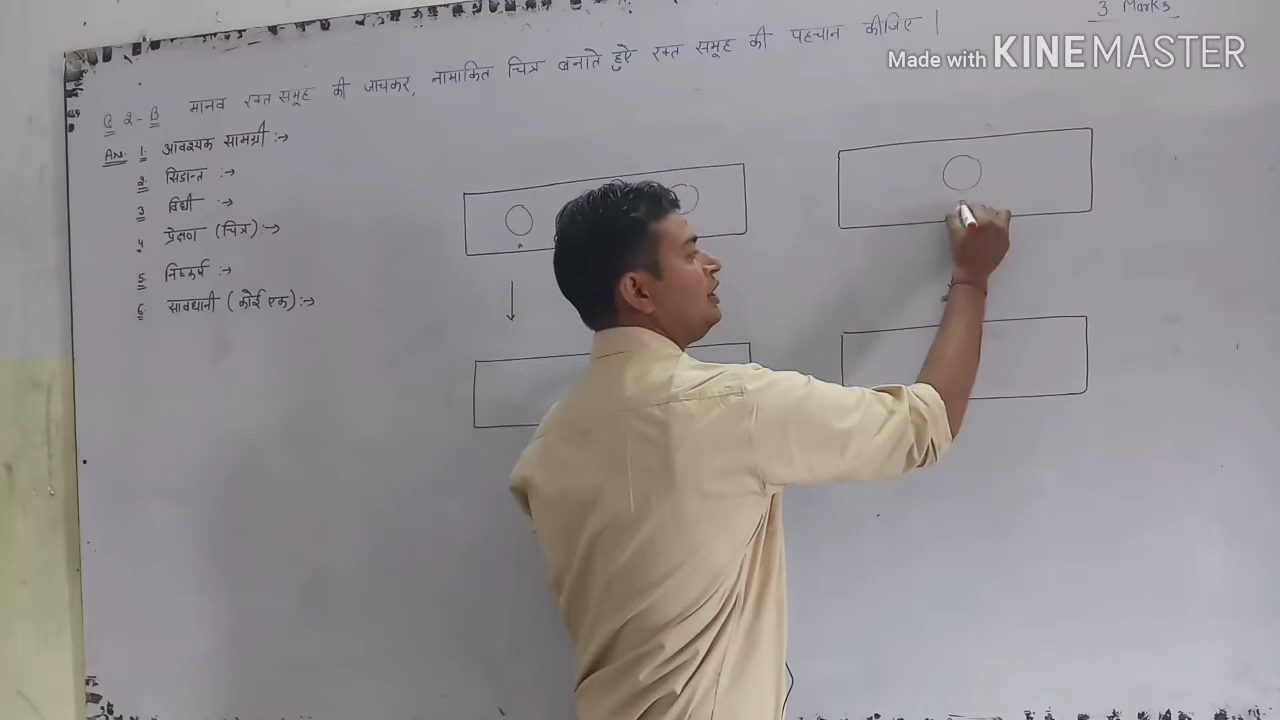 3 Marks
Made with KINEMASTER
Q 2-B मानव रक्त समूह की जाचकर, नामांकित चित्र बनाते हुऐ रक्त समूह की पहचान कीजिए |
Ans. 1. आवश्यक सामग्री :→
2. सिद्धान्त :→
3 विधी :→
4 प्रेक्षण (चित्र) :→
5. निष्कर्ष :→
6. सावधानी (कोई एक) :→
A